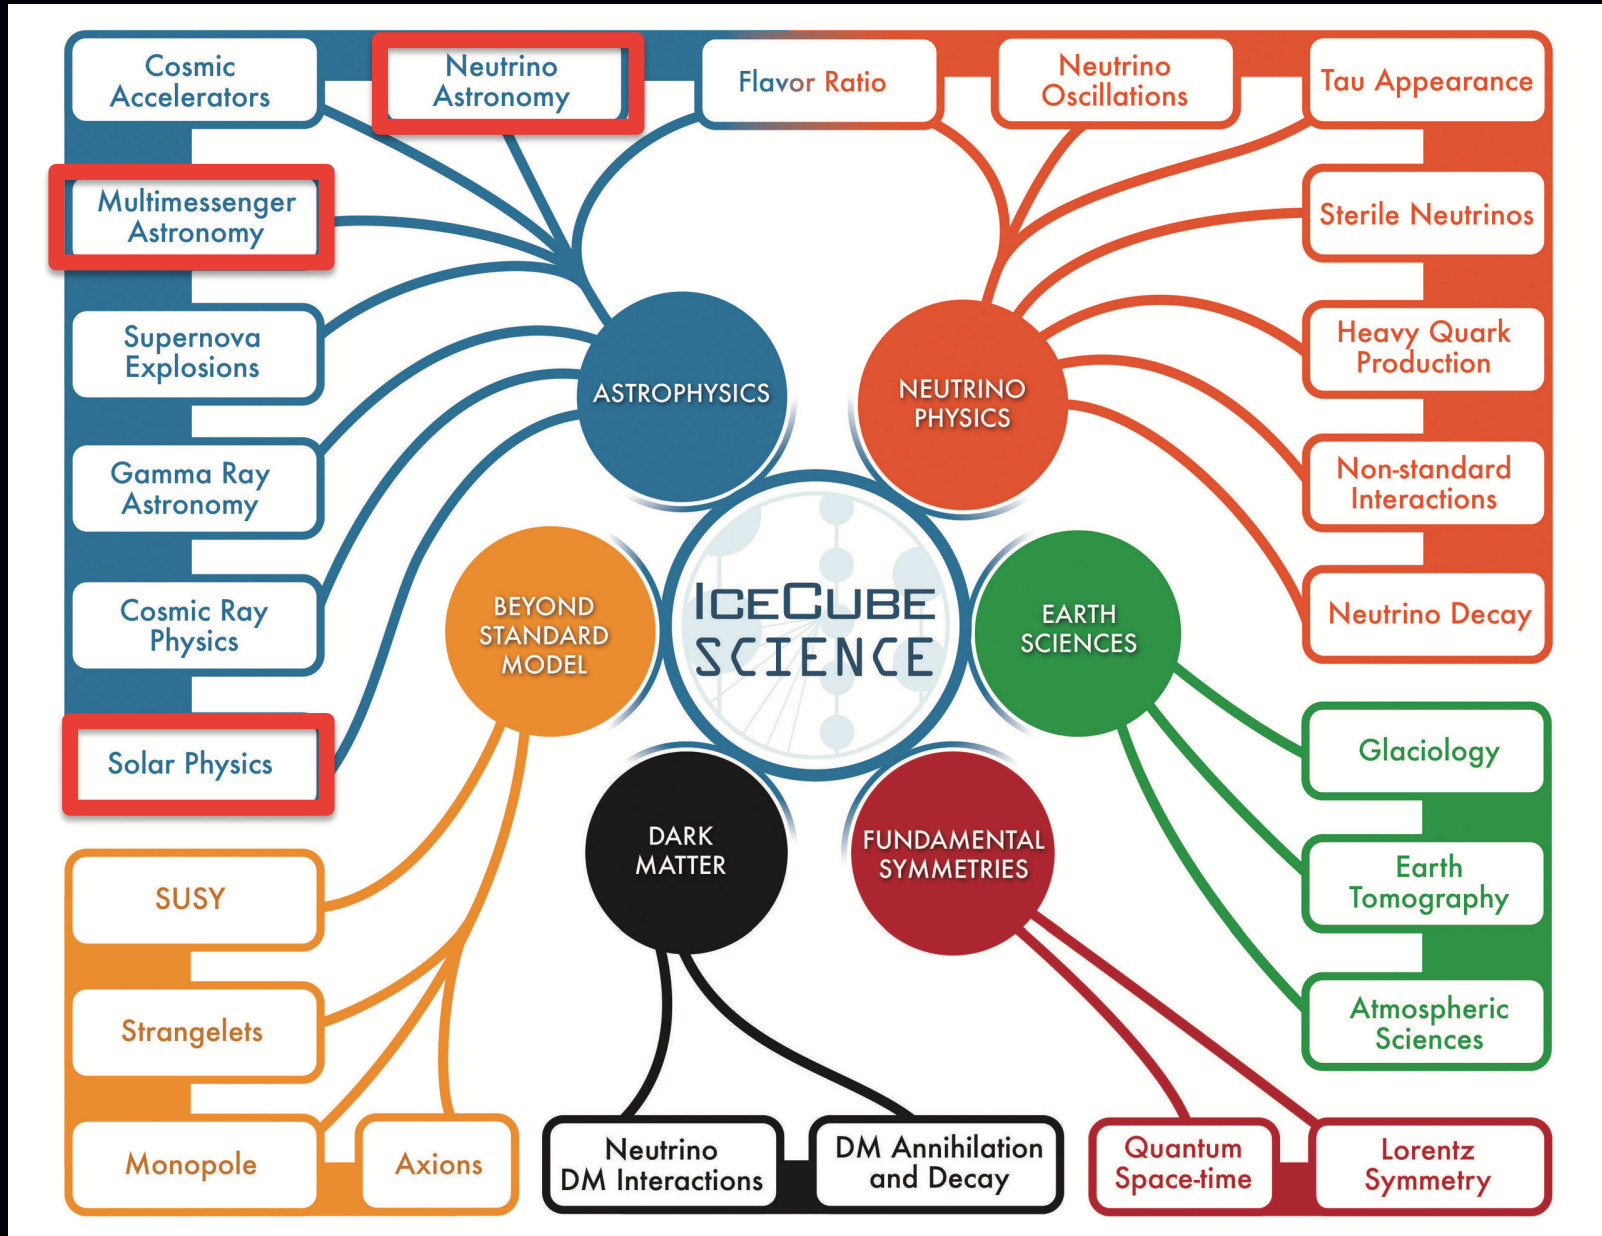 Cosmic
Accelerators
Neutrino
Astronomy
Flavor Ratio
Neutrino
Oscillations
Tau Appearance
Multimessenger
Astronomy
Sterile Neutrinos
Supernova
Explosions
Heavy Quark
Production
ASTROPHYSICS
NEUTRINO
PHYSICS
Gamma Ray
Astronomy
Non-standard
Interactions
Cosmic Ray
Physics
BEYOND
STANDARD
MODEL
ICECUBE
SCIENCE
EARTH
SCIENCES
Neutrino Decay
Solar Physics
Glaciology
DARK
MATTER
FUNDAMENTAL
SYMMETRIES
SUSY
Earth
Tomography
Strangelets
Atmospheric
Sciences
Monopole
Axions
Neutrino
DM Interactions
DM Annihilation
and Decay
Quantum
Space-time
Lorentz
Symmetry